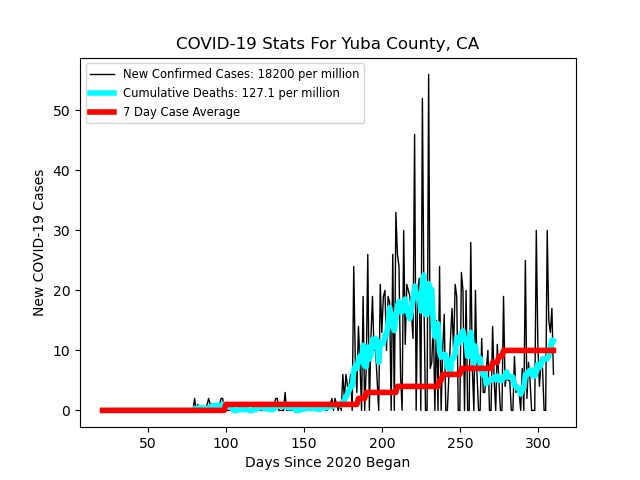 COVID-19 Stats For Yuba County, CA
New Confirmed Cases: 18200 per million
Cumulative Deaths: 127.1 per million
7 Day Case Average
New COVID-19 Cases
50
40
30
20
10
0
50 100 150 200 250 300
Days Since 2020 Began